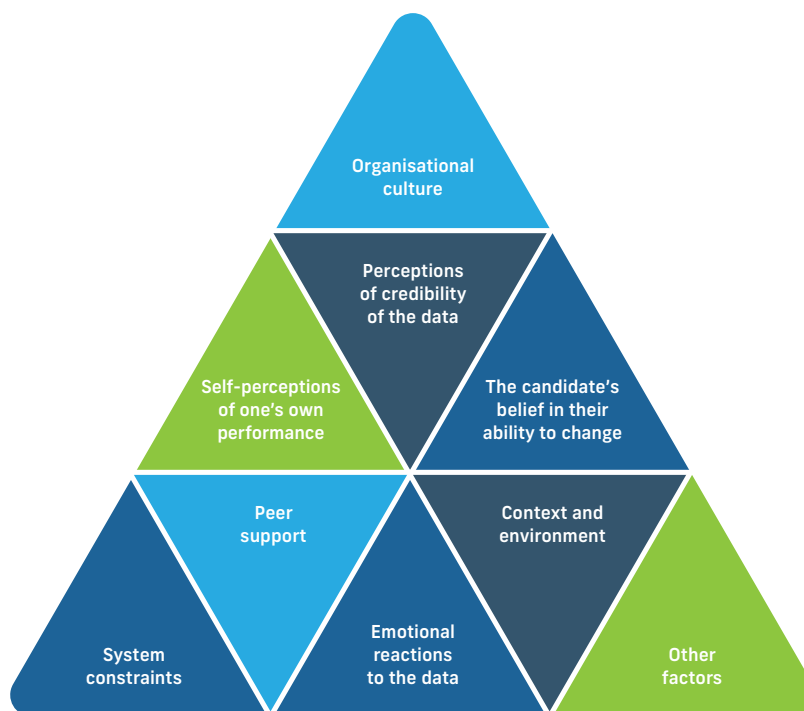 Organisational
culture
Perceptions
of credibility
of the data
Self-perceptions
of one's own
performance
The candidate's
belief in their
ability to change
Peer
support
Context and
environment
System
constraints
Emotional
reactions
to the data
Other
factors